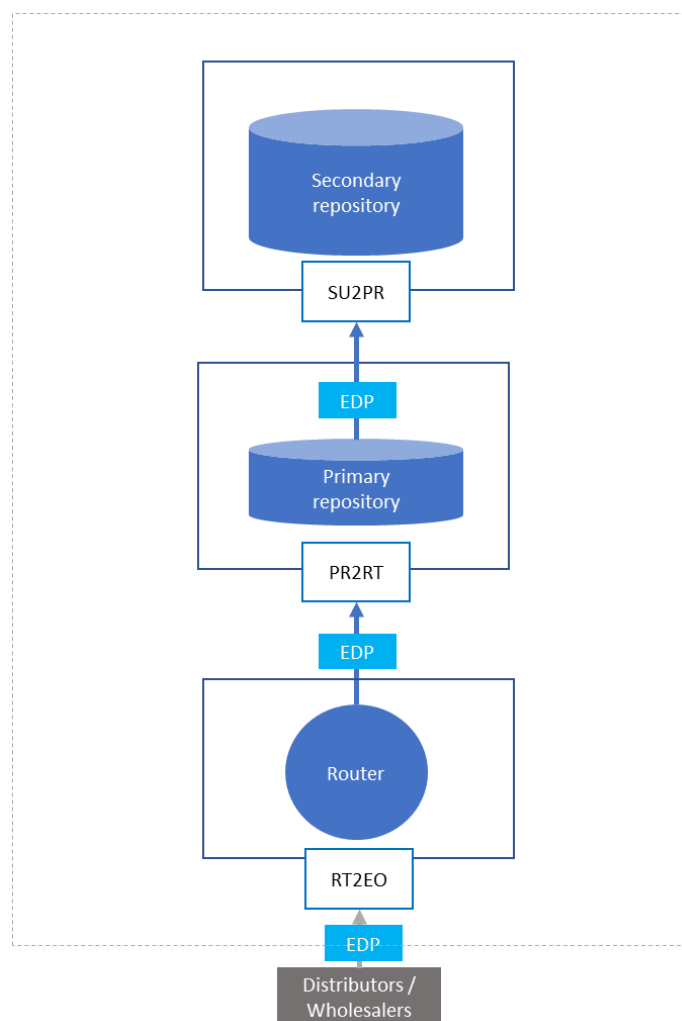 Secondary
repository
SU2PR
EDP
Primary
repository
PR2RT
EDP
Router
RT2EO
EDP
Distributors /
Wholesalers